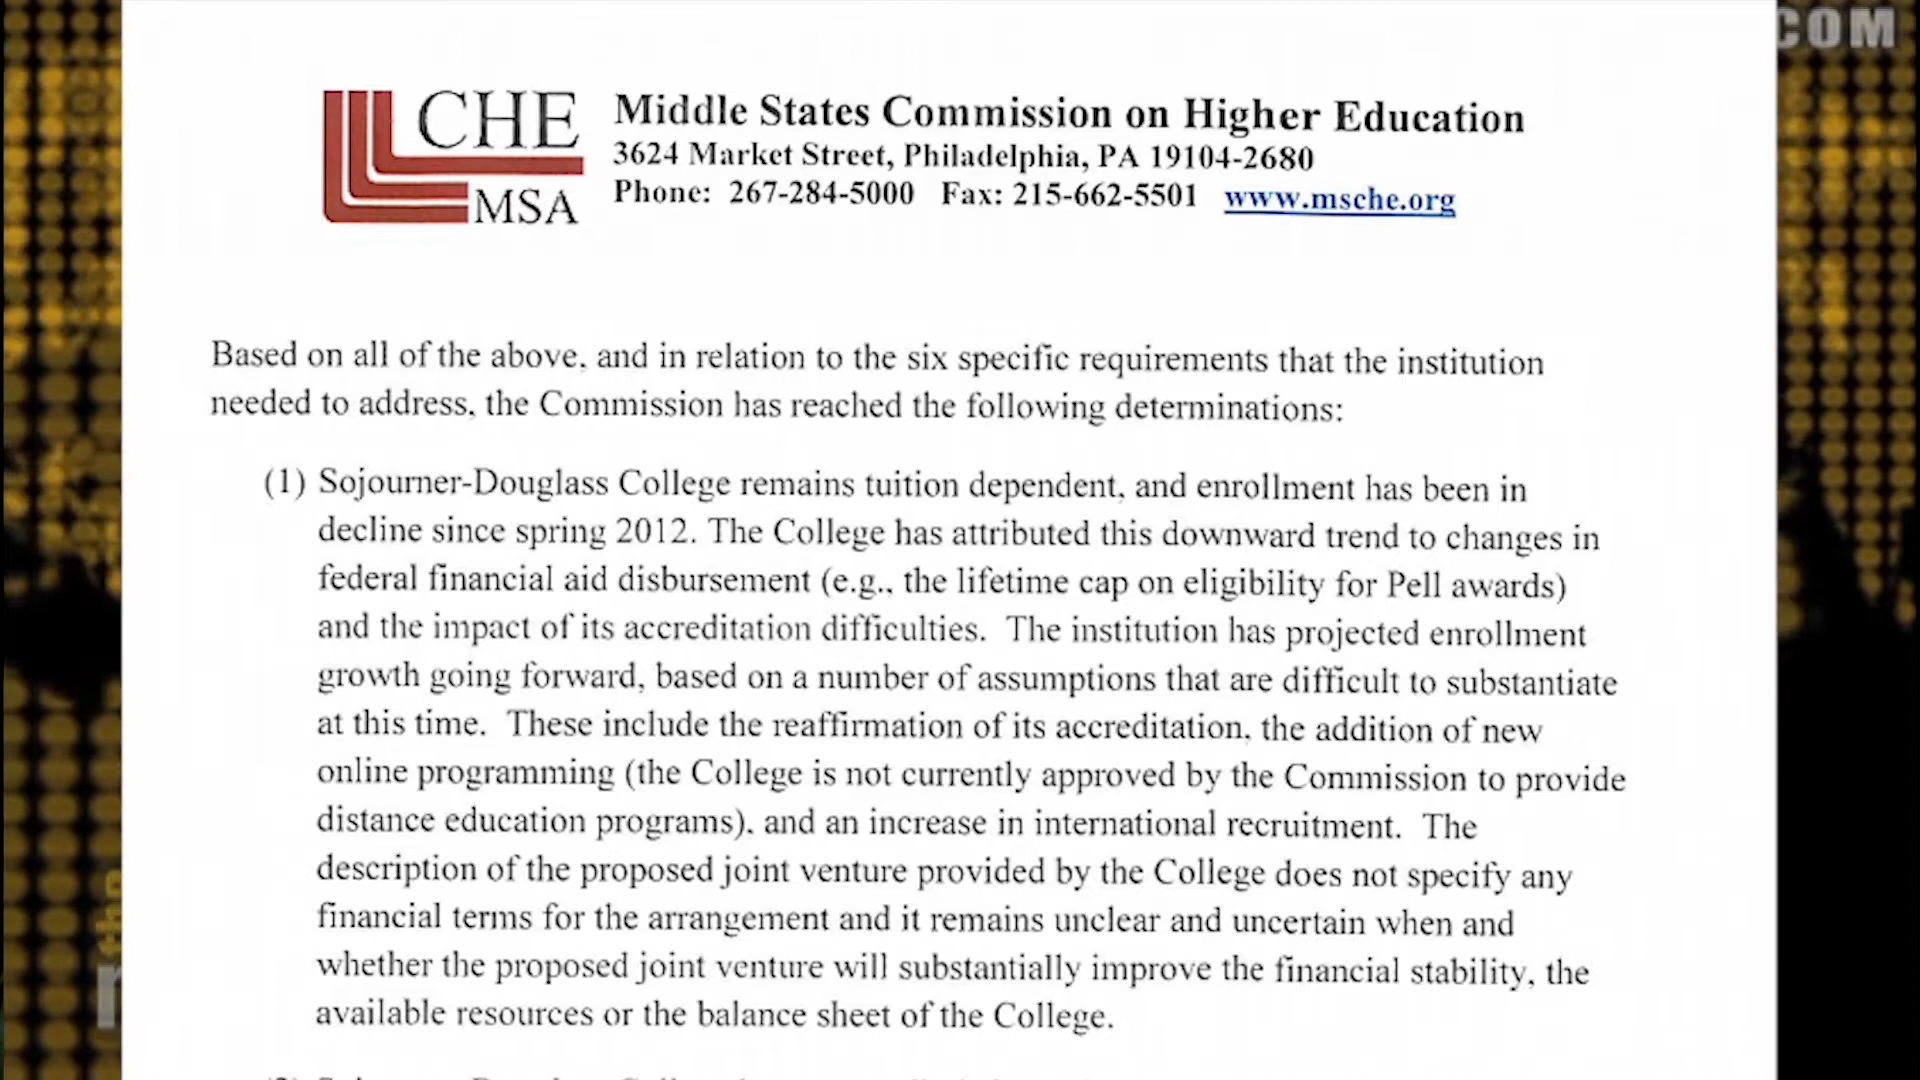 COM
CHE
MSA
Middle States Commission on Higher Education
3624 Market Street, Philadelphia, PA 19104-2680
Phone: 267-284-5000 Fax: 215-662-5501 www.msche.org
Based on all of the above, and in relation to the six specific requirements that the institution
needed to address, the Commission has reached the following determinations:
(1) Sojourner-Douglass College remains tuition dependent, and enrollment has been in
decline since spring 2012. The College has attributed this downward trend to changes in
federal financial aid disbursement (e.g., the lifetime cap on eligibility for Pell awards)
and the impact of its accreditation difficulties. The institution has projected enrollment
growth going forward, based on a number of assumptions that are difficult to substantiate
at this time. These include the reaffirmation of its accreditation, the addition of new
online programming (the College is not currently approved by the Commission to provide
distance education programs), and an increase in international recruitment. The
description of the proposed joint venture provided by the College does not specify any
financial terms for the arrangement and it remains unclear and uncertain when and
whether the proposed joint venture will substantially improve the financial stability, the
available resources or the balance sheet of the College.